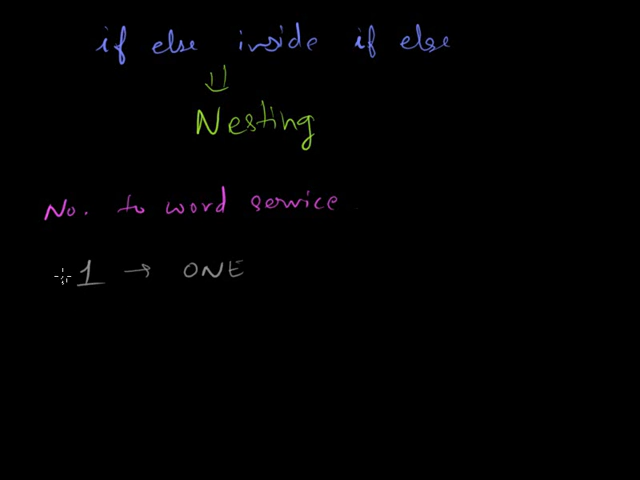 if else inside if else
⇓
Nesting
No. to word service
1 → ONE